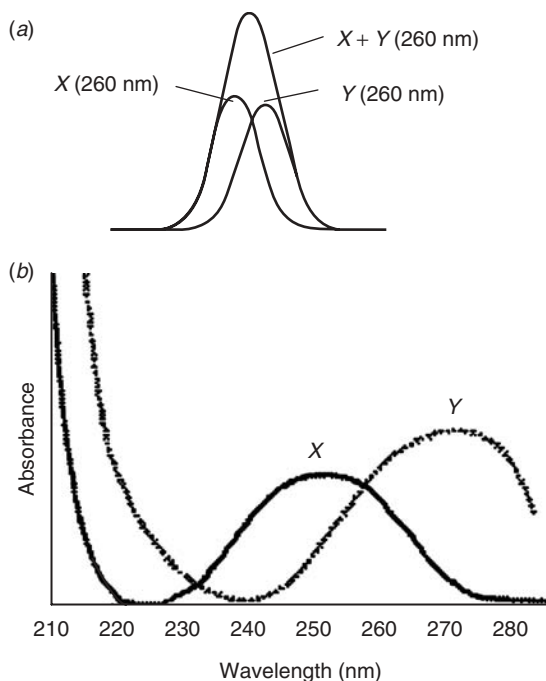 (a)
X + Y (260 nm)
X (260 nm)
Y (260 nm)
(b)
Absorbance
X
Y
210 220 230 240 250 260 270 280
Wavelength (nm)